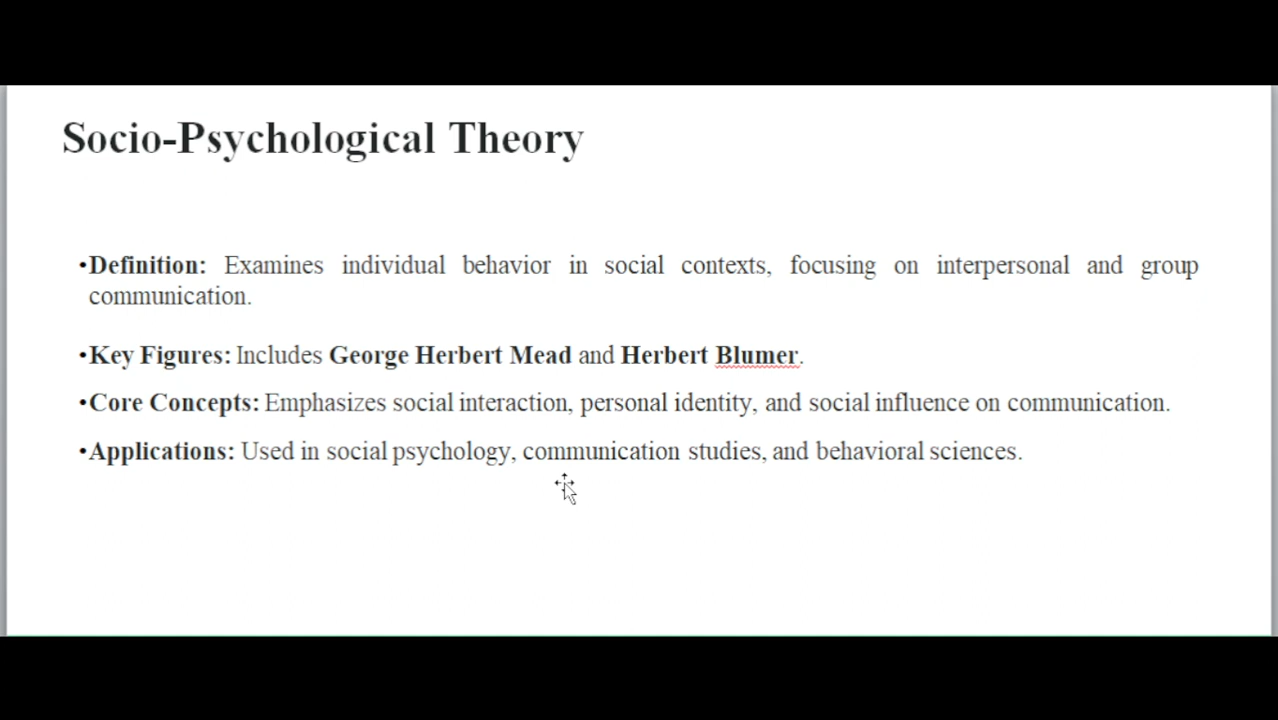 Socio-Psychological Theory
•Definition: Examines individual behavior in social contexts, focusing on interpersonal and group
communication.
•Key Figures: Includes George Herbert Mead and Herbert Blumer.
•Core Concepts: Emphasizes social interaction, personal identity, and social influence on communication.
•Applications: Used in social psychology, communication studies, and behavioral sciences.